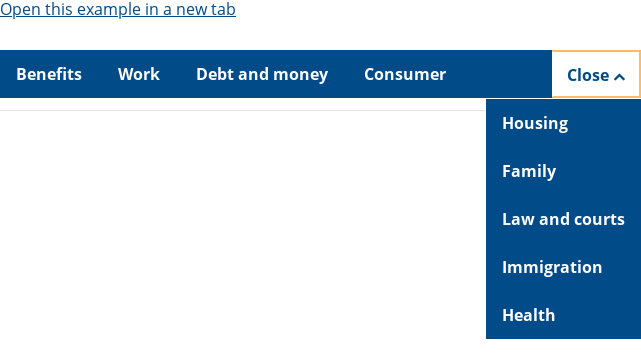 Open this example in a new tab
Benefits Work Debt and money Consumer Close
Housing
Family
Law and courts
Immigration
Health